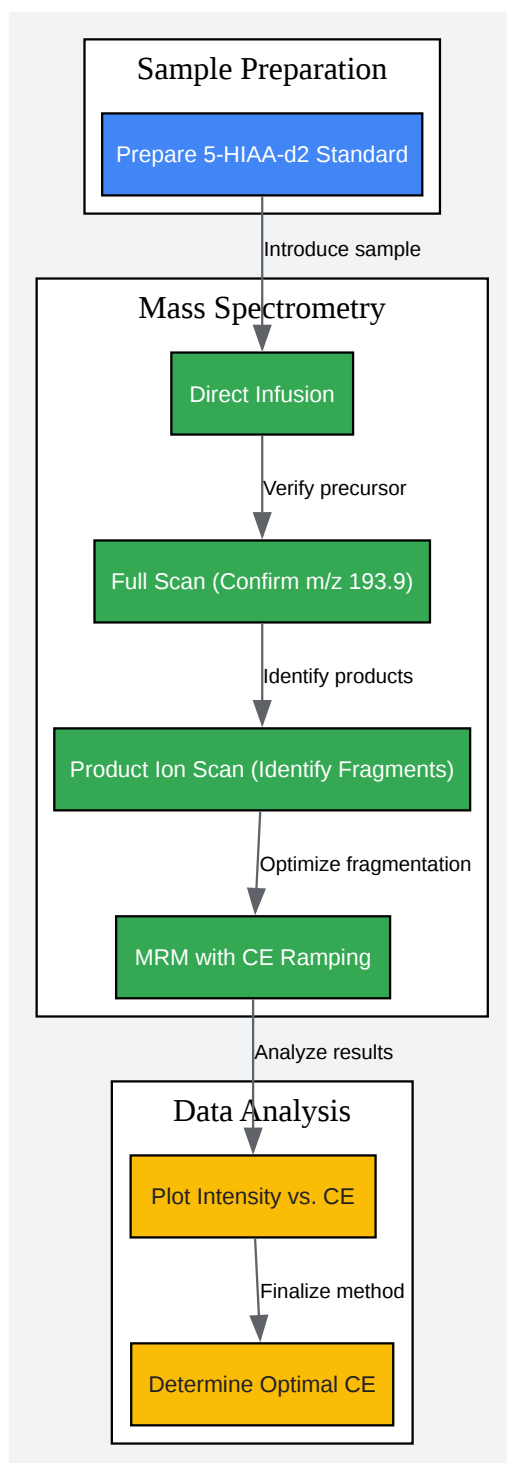 Sample Preparation
Prepare 5-HIAA-d2 Standard
Introduce sample
Mass Spectrometry
Direct Infusion
Verify precursor
Full Scan (Confirm m/z 193.9)
Identify products
Product Ion Scan (Identify Fragments)
Optimize fragmentation
MRM with CE Ramping
Analyze results
Data Analysis
Plot Intensity vs. CE
Finalize method
Determine Optimal CE